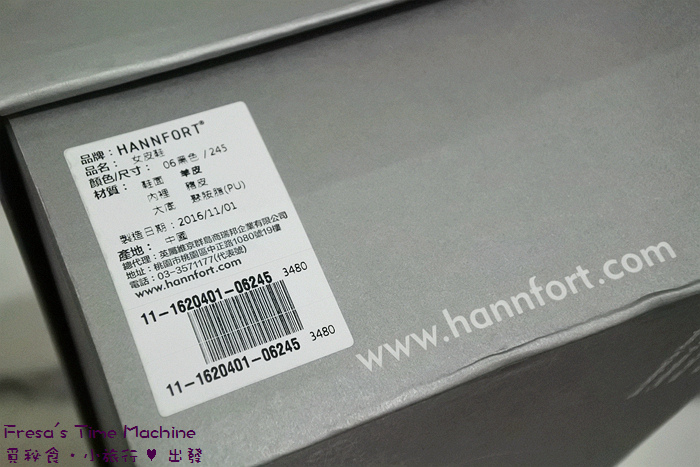 品牌：HANNFORT®
品名： 女皮鞋
顏色/尺寸： 06黑色 /245
材質： 鞋面 羊皮
內裡 豬皮
大底 聚胺酯(PU)
製造日期：2016/11/01
產地： 中國
總代理：英屬維京群島商瑞邦企業有限公司
地址：桃園市桃園區中正路1080號19樓
電話：03-3571177(代表號)
www.hannfort.com
11-1620401-06245 3480
11-1620401-06245 3480
www.hannfort.com
Fresa's Time Machine
覓秘食・小旅行 ♥ 出發